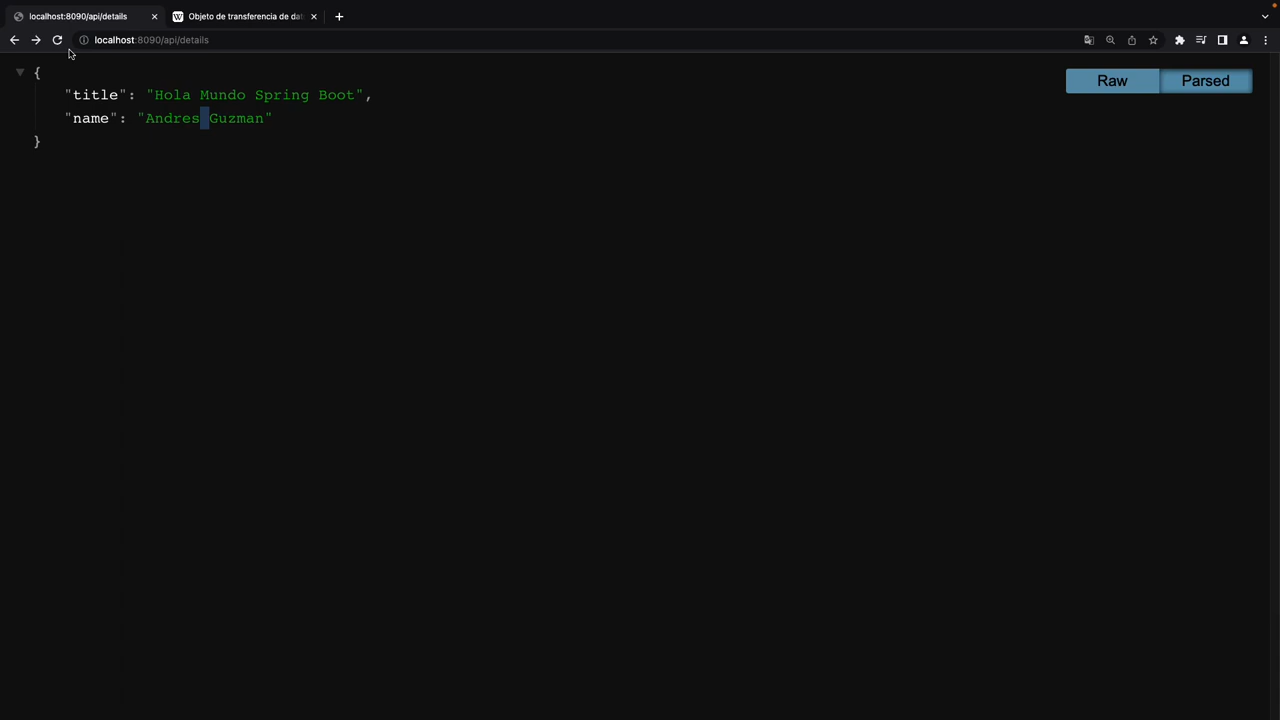 localhost:8090/api/details
Objeto de transferencia de dat
localhost:8090/api/details
Raw
Parsed
{
"title": "Hola Mundo Spring Boot",
"name": "Andres Guzman"
}